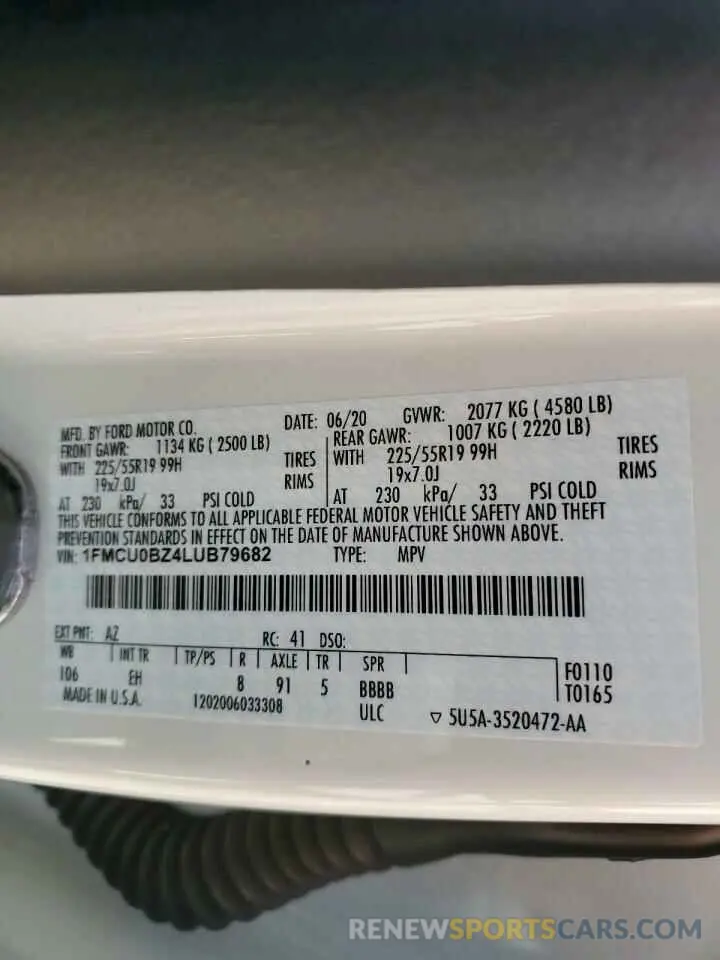 MFD. BY FORD MOTOR CO. DATE: 06/20 GVWR: 2077 KG ( 4580 LB)
FRONT GAWR: 1134 KG ( 2500 LB) REAR GAWR: 1007 KG ( 2220 LB)
WITH 225/55R19 99H TIRES WITH 225/55R19 99H TIRES
19x7.0J RIMS 19x7.0J RIMS
AT 230 kPa/ 33 PSI COLD AT 230 kPa/ 33 PSI COLD
THIS VEHICLE CONFORMS TO ALL APPLICABLE FEDERAL MOTOR VEHICLE SAFETY AND THEFT
PREVENTION STANDARDS IN EFFECT ON THE DATE OF MANUFACTURE SHOWN ABOVE.
VIN: 1FMCU0BZ4LUB79682 TYPE: MPV
EXT PNT: AZ RC: 41 DSO:
WB INT TR TP/PS R AXLE TR SPR F0110
106 EH 8 91 5 BBBB T0165
MADE IN U.S.A. 1202006033308 ULC ▽ 5U5A-3520472-AA
RENEWSPORTSCARS.COM